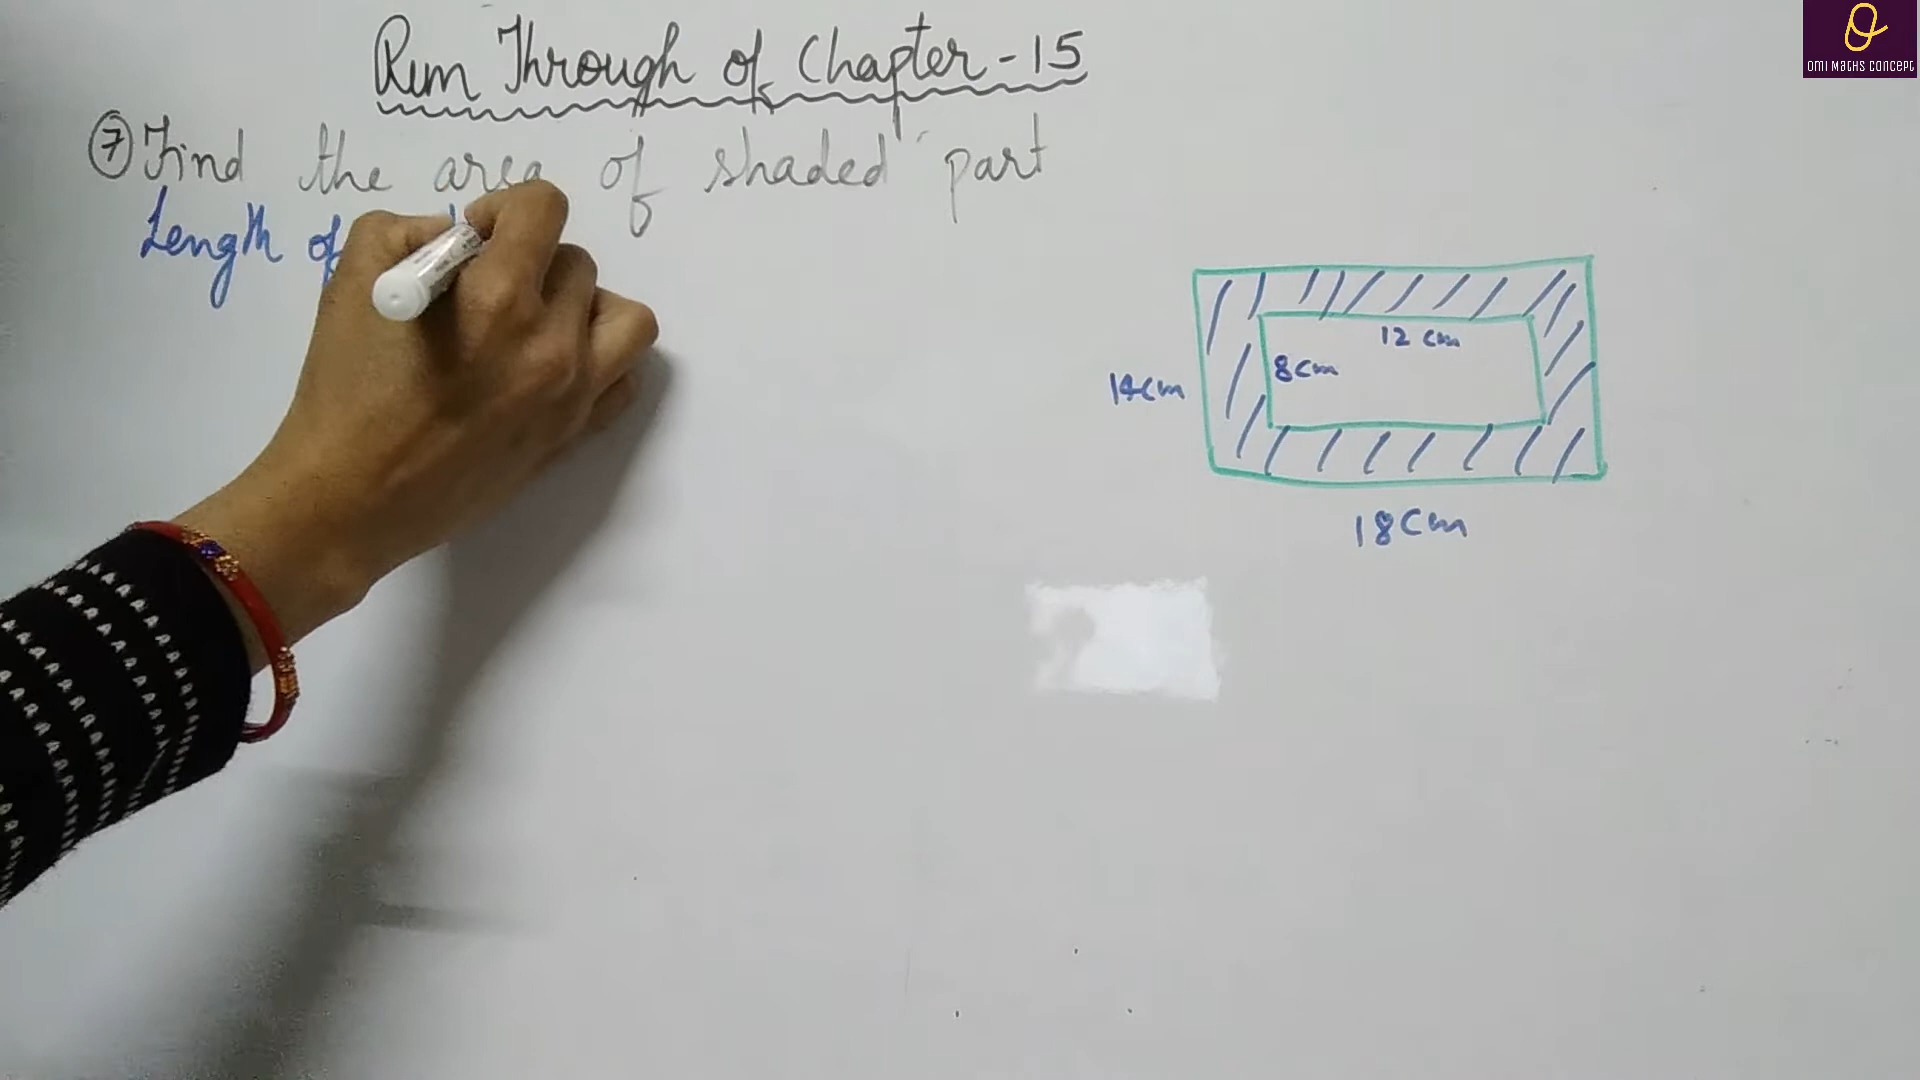 Run Through of Chapter-15
7 Find the area of shaded part
Length of
12 cm
8cm
14cm
18cm
OMI MATHS CONCEPT